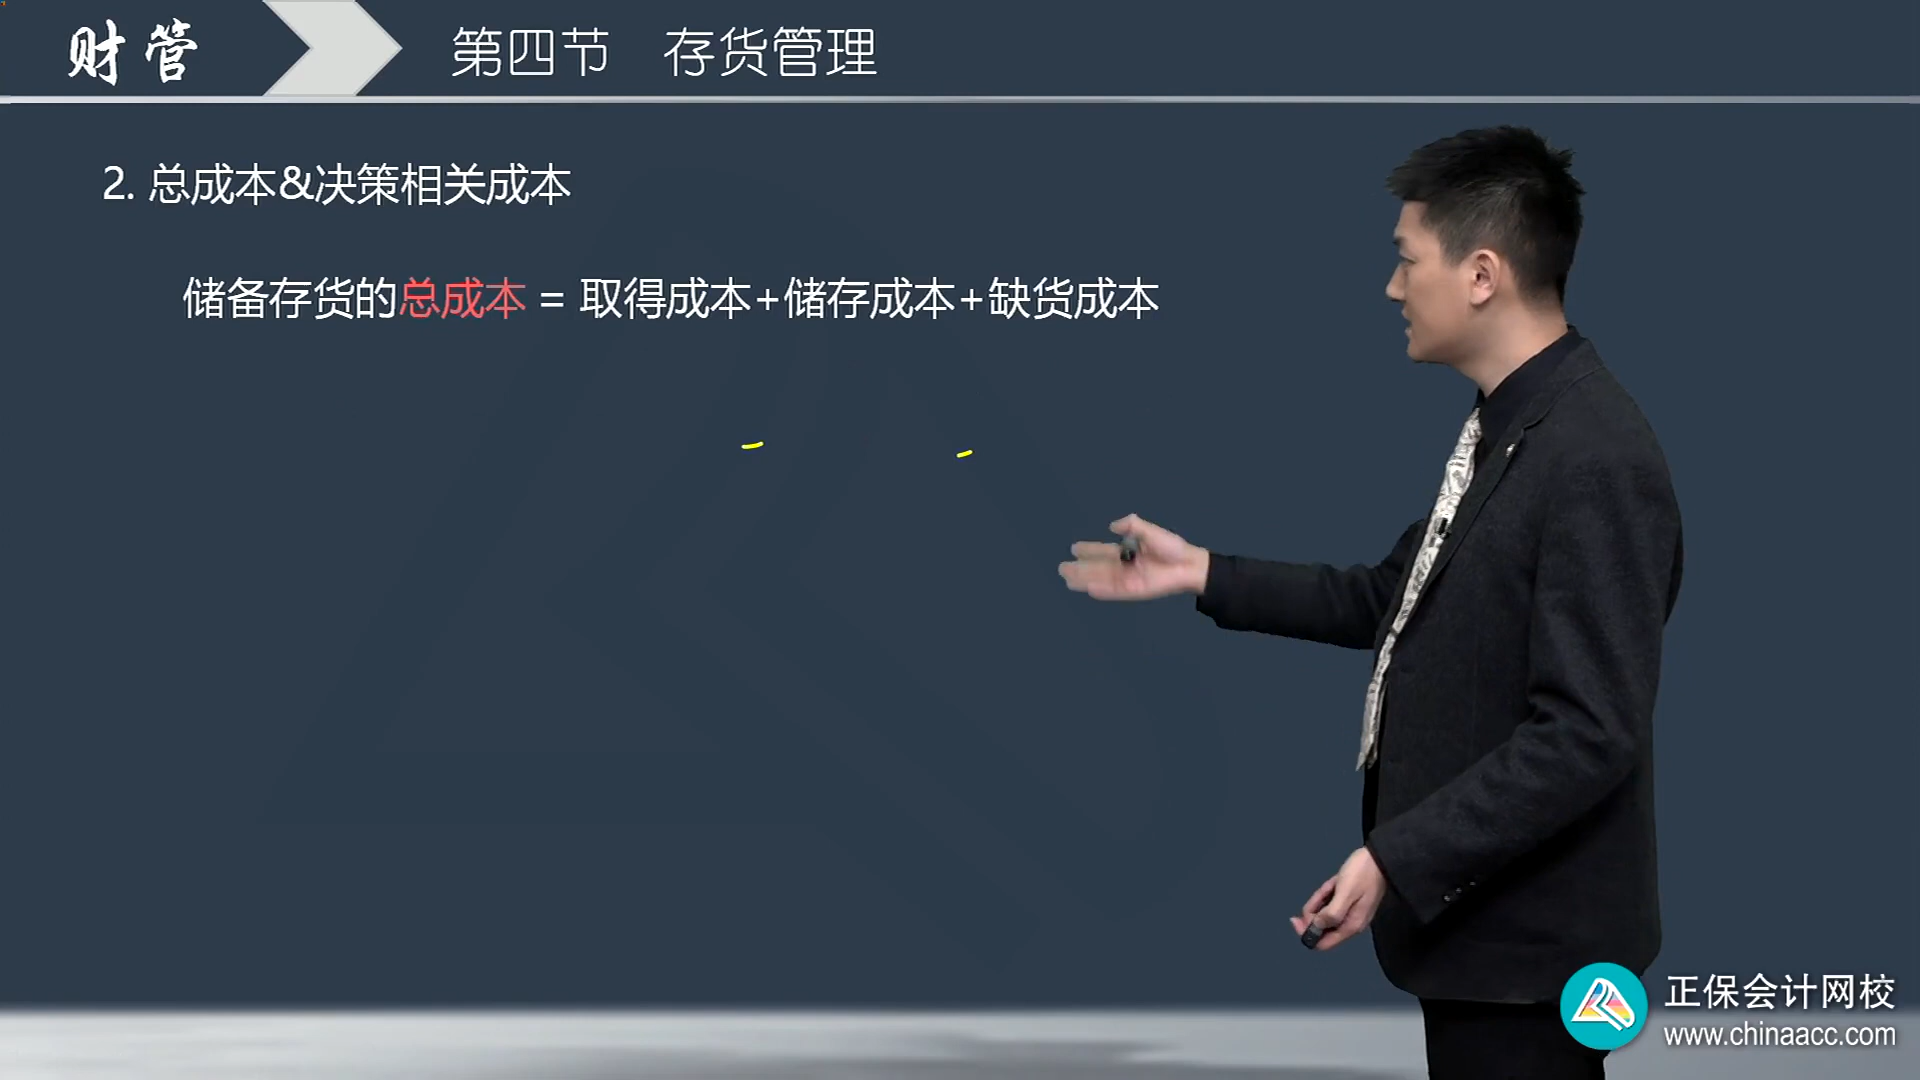 财管
第四节 存货管理
2. 总成本&决策相关成本
储备存货的总成本 = 取得成本+储存成本+缺货成本
正保会计网校
www.chinaacc.com